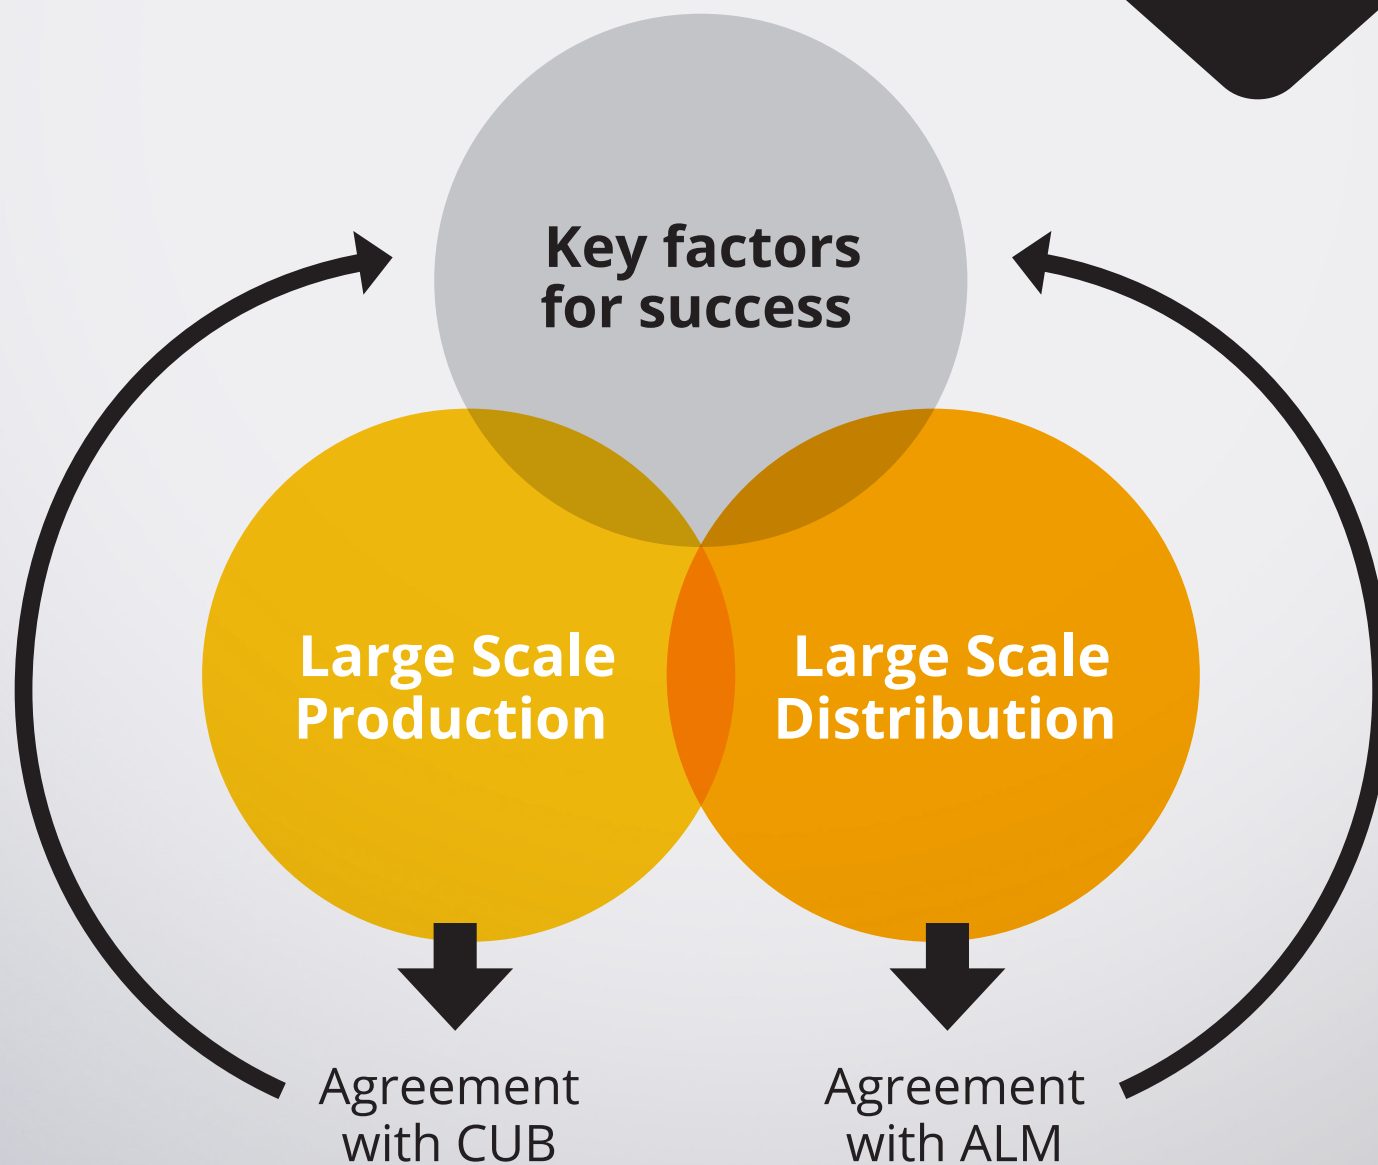 Key factors
for success
Large Scale
Production
Large Scale
Distribution
Agreement
with CUB
Agreement
with ALM